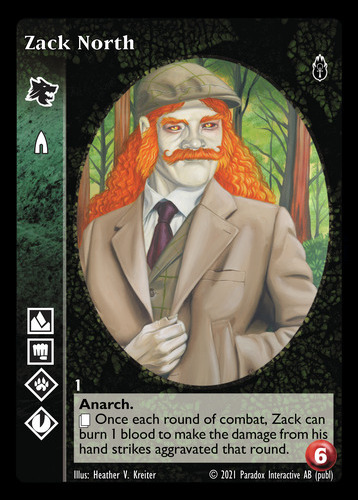 Zack North
1
Anarch.
Once each round of combat, Zack can
burn 1 blood to make the damage from his
hand strikes aggravated that round.
6
Illus: Heather V. Kreiter © 2021 Paradox Interactive AB (publ)